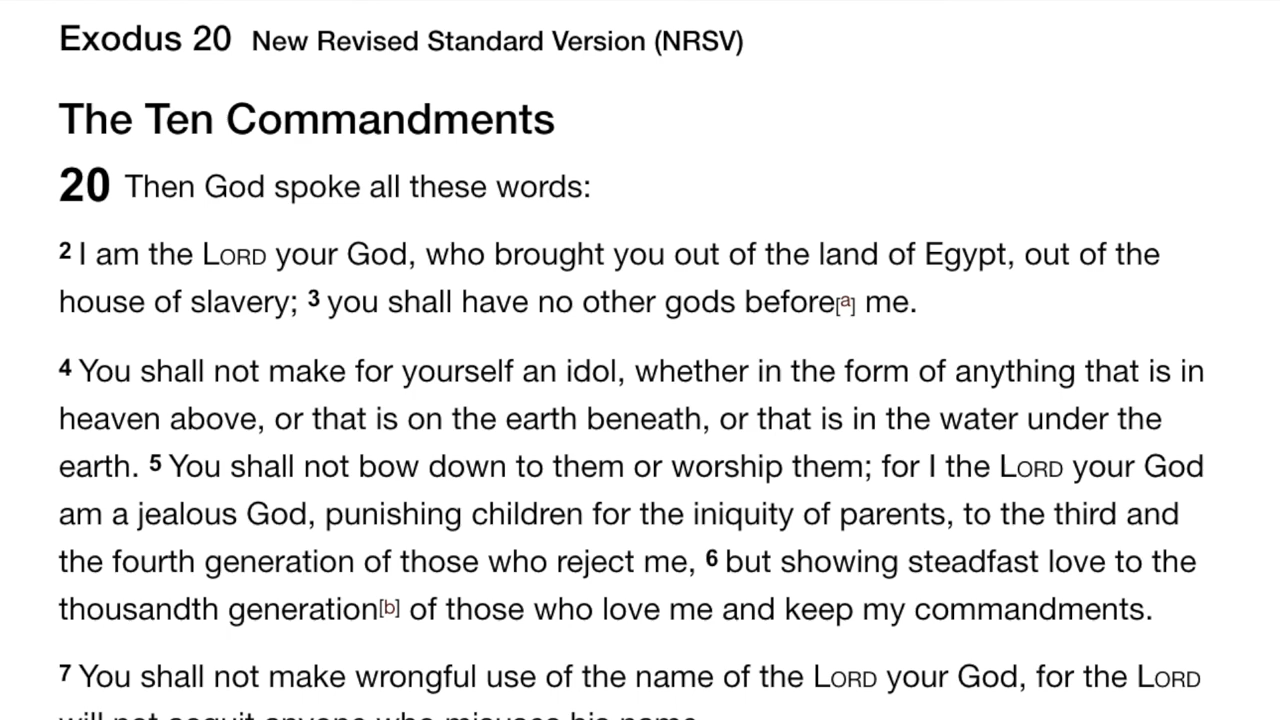 Exodus 20 New Revised Standard Version (NRSV)
The Ten Commandments
20 Then God spoke all these words:
2 I am the LORD your God, who brought you out of the land of Egypt, out of the
house of slavery; 3 you shall have no other gods before[a] me.
4 You shall not make for yourself an idol, whether in the form of anything that is in
heaven above, or that is on the earth beneath, or that is in the water under the
earth. 5 You shall not bow down to them or worship them; for I the LORD your God
am a jealous God, punishing children for the iniquity of parents, to the third and
the fourth generation of those who reject me, 6 but showing steadfast love to the
thousandth generation[b] of those who love me and keep my commandments.
7 You shall not make wrongful use of the name of the LORD your God, for the LORD
will not acquit anyone who misuses his name.